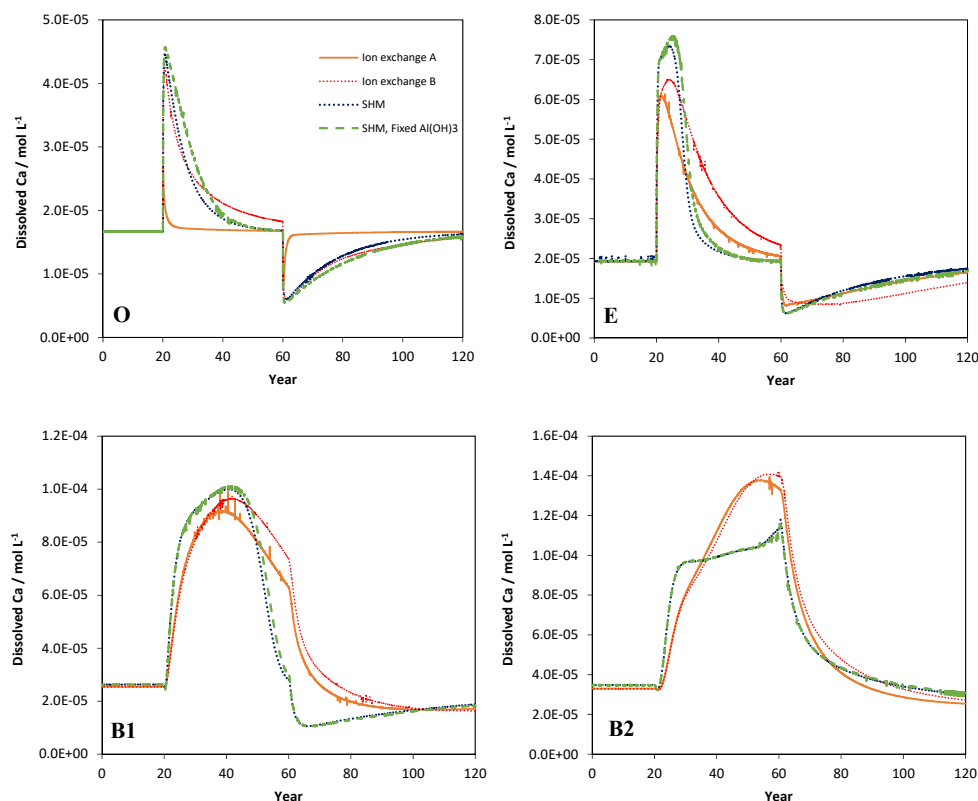 5.0E-05
4.0E-05
3.0E-05
2.0E-05
1.0E-05
0.0E+00
Dissolved Ca / mol L⁻¹
Ion exchange A
Ion exchange B
SHM
SHM, Fixed Al(OH)3
O
0 20 40 60 80 100 120
Year
8.0E-05
7.0E-05
6.0E-05
5.0E-05
4.0E-05
3.0E-05
2.0E-05
1.0E-05
0.0E+00
Dissolved Ca / mol L⁻¹
E
0 20 40 60 80 100 120
Year
1.2E-04
1.0E-04
8.0E-05
6.0E-05
4.0E-05
2.0E-05
0.0E+00
Dissolved Ca / mol L⁻¹
B1
0 20 40 60 80 100 120
Year
1.6E-04
1.4E-04
1.2E-04
1.0E-04
8.0E-05
6.0E-05
4.0E-05
2.0E-05
0.0E+00
Dissolved Ca / mol L⁻¹
B2
0 20 40 60 80 100 120
Year